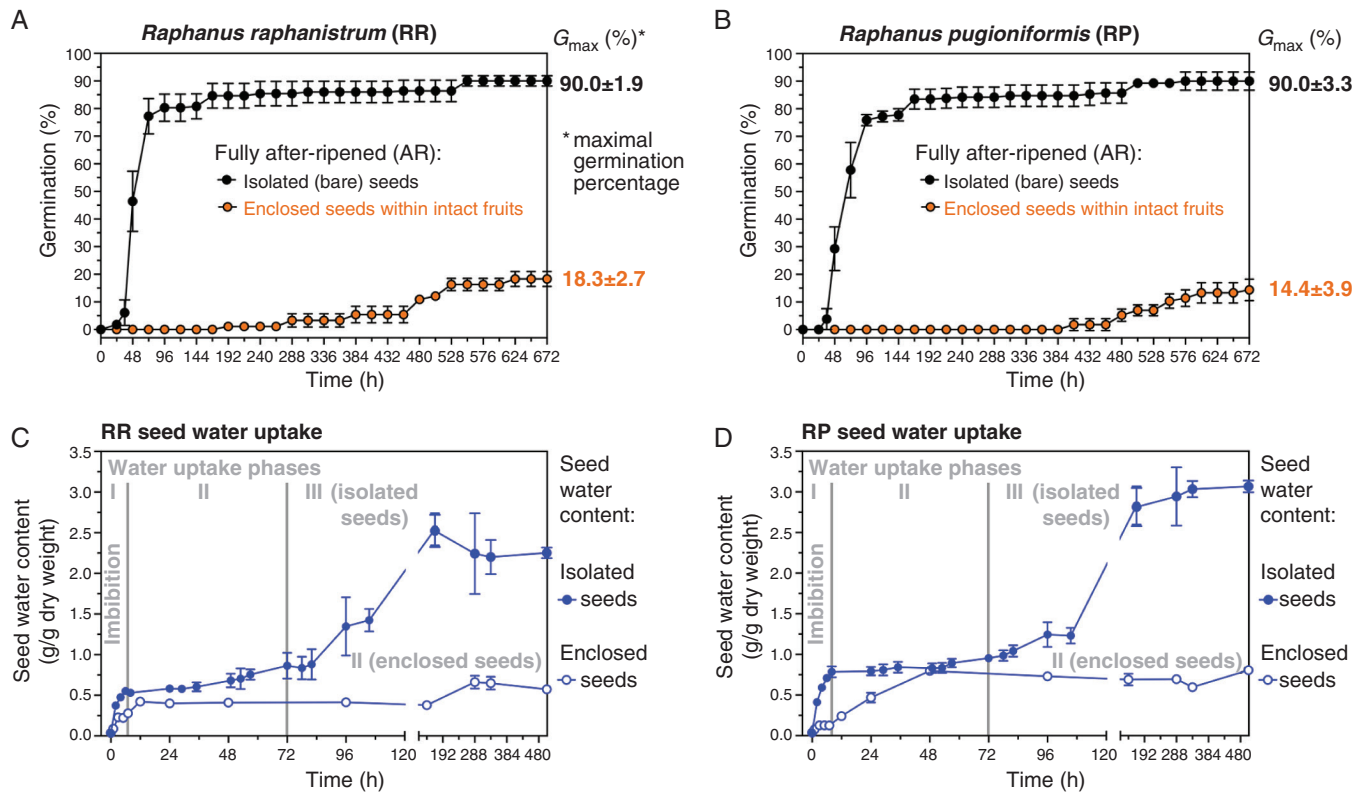 A
Raphanus raphanistrum (RR)
Gmax (%)*
100
90
80
70
60
50
40
30
20
10
0
Germination (%)
90.0±1.9
* maximal
germination
percentage
Fully after-ripened (AR):
Isolated (bare) seeds
Enclosed seeds within intact fruits
18.3±2.7
0 48 96 144 192 240 288 336 384 432 480 528 576 624 672
Time (h)
B
Raphanus pugioniformis (RP)
Gmax (%)
100
90
80
70
60
50
40
30
20
10
0
Germination (%)
90.0±3.3
Fully after-ripened (AR):
Isolated (bare) seeds
Enclosed seeds within intact fruits
14.4±3.9
0 48 96 144 192 240 288 336 384 432 480 528 576 624 672
Time (h)
C
RR seed water uptake
3.5
3.0
2.5
2.0
1.5
1.0
0.5
0.0
Seed water content
(g/g dry weight)
Water uptake phases
I II III (isolated
seeds)
Imbibition
II (enclosed seeds)
Seed
water
content:
Isolated
seeds
Enclosed
seeds
0 24 48 72 96 120 192 288 384 480
Time (h)
D
RP seed water uptake
3.5
3.0
2.5
2.0
1.5
1.0
0.5
0.0
Seed water content
(g/g dry weight)
Water uptake phases
I II III (isolated
seeds)
Imbibition
II (enclosed seeds)
Seed
water
content:
Isolated
seeds
Enclosed
seeds
0 24 48 72 96 120 192 288 384 480
Time (h)